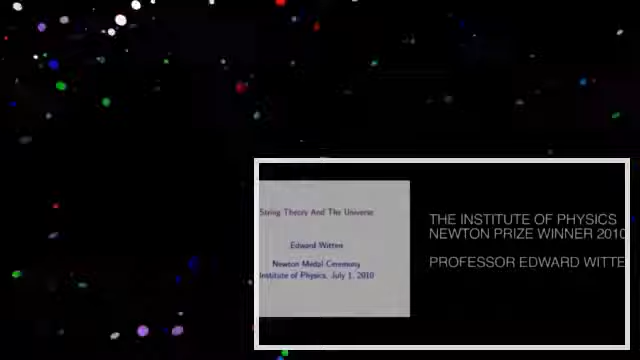 String Theory And The Universe
Edward Witten
Newton Medal Ceremony
Institute of Physics, July 1, 2010
THE INSTITUTE OF PHYSICS
NEWTON PRIZE WINNER 2010
PROFESSOR EDWARD WITTE